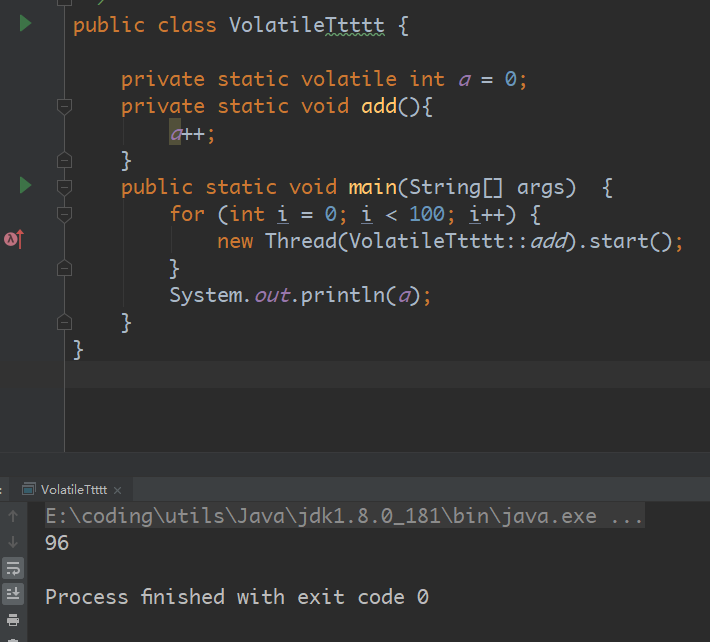 public class VolatileTtttt {
private static volatile int a = 0;
private static void add(){
a++;
}
public static void main(String[] args)  {
for (int i = 0; i < 100; i++) {
new Thread(VolatileTtttt::add).start();
}
System.out.println(a);
}
}
VolatileTtttt ×
E:\coding\utils\Java\jdk1.8.0_181\bin\java.exe ...
96
Process finished with exit code 0